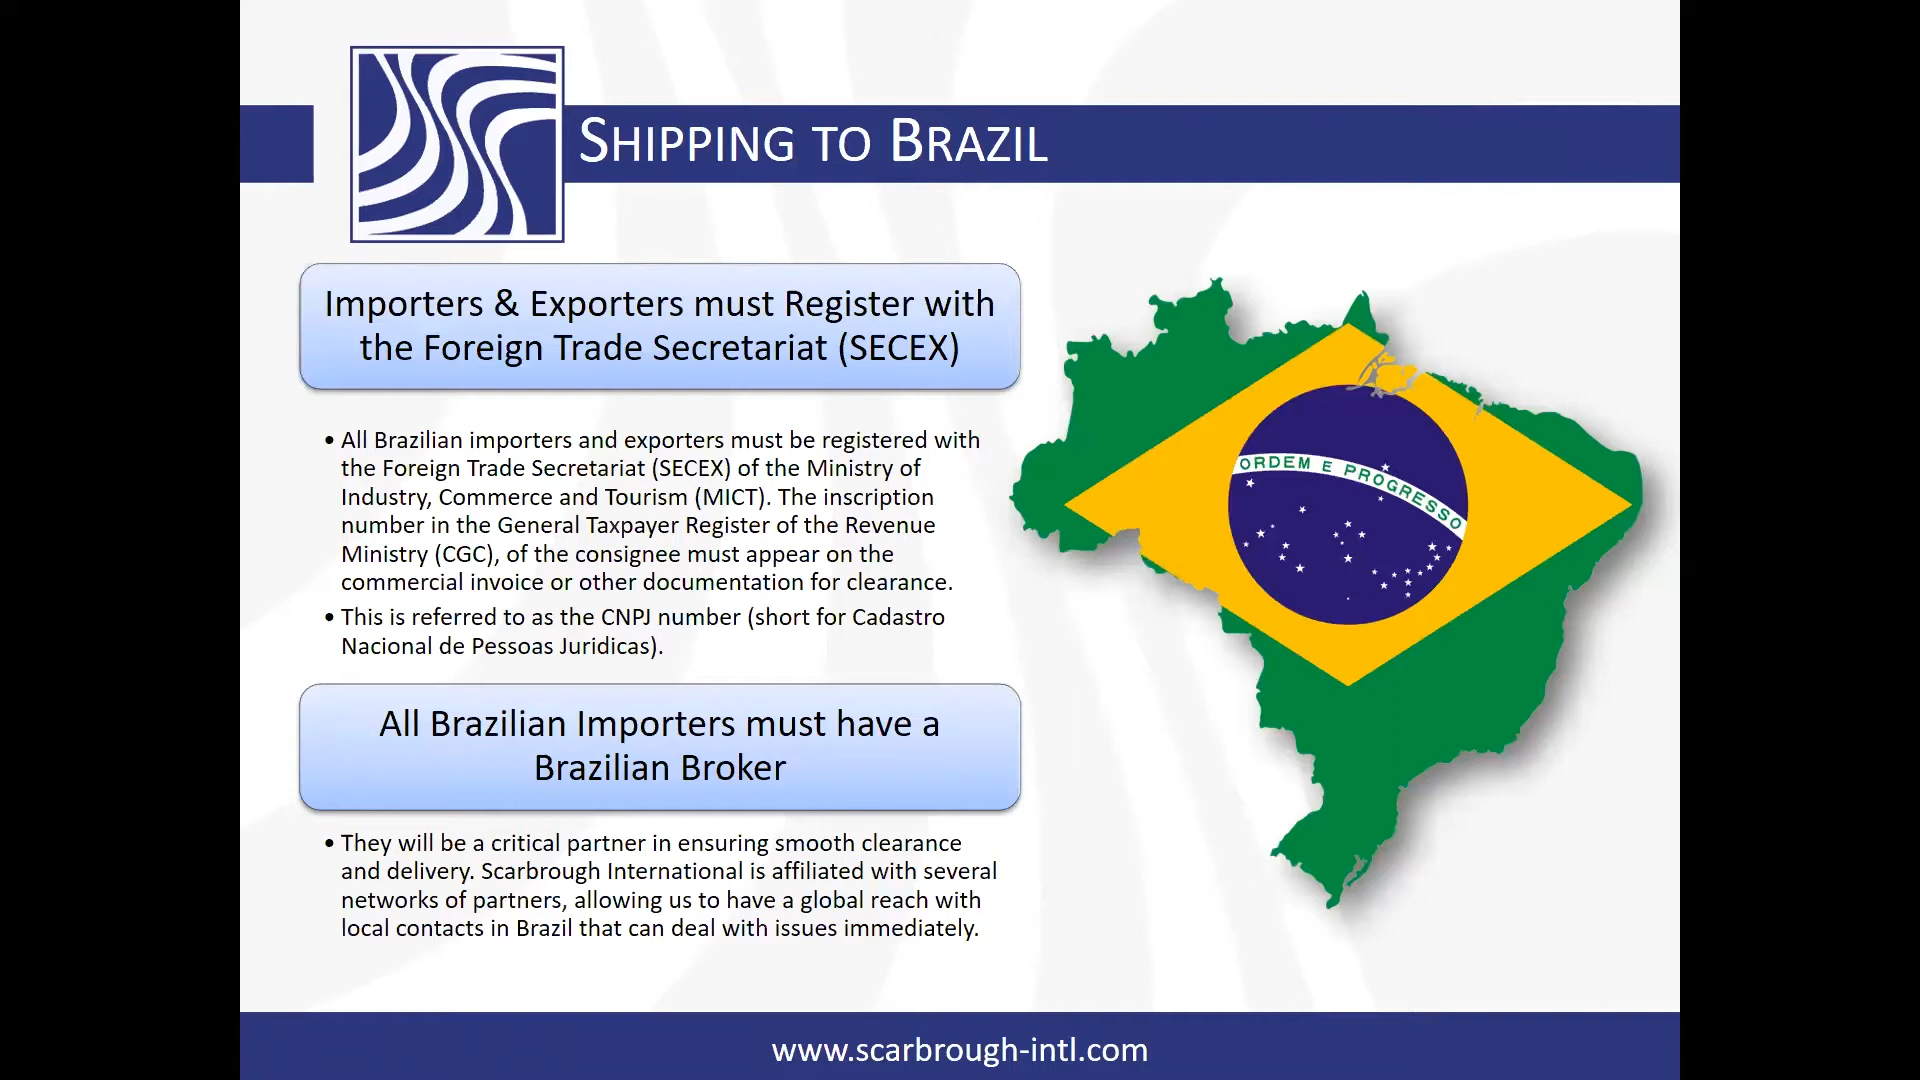 SHIPPING TO BRAZIL
Importers & Exporters must Register with
the Foreign Trade Secretariat (SECEX)
• All Brazilian importers and exporters must be registered with
the Foreign Trade Secretariat (SECEX) of the Ministry of
Industry, Commerce and Tourism (MICT). The inscription
number in the General Taxpayer Register of the Revenue
Ministry (CGC), of the consignee must appear on the
commercial invoice or other documentation for clearance.
• This is referred to as the CNPJ number (short for Cadastro
Nacional de Pessoas Juridicas).
All Brazilian Importers must have a
Brazilian Broker
• They will be a critical partner in ensuring smooth clearance
and delivery. Scarbrough International is affiliated with several
networks of partners, allowing us to have a global reach with
local contacts in Brazil that can deal with issues immediately.
ORDEM E PROGRESSO
www.scarbrough-intl.com